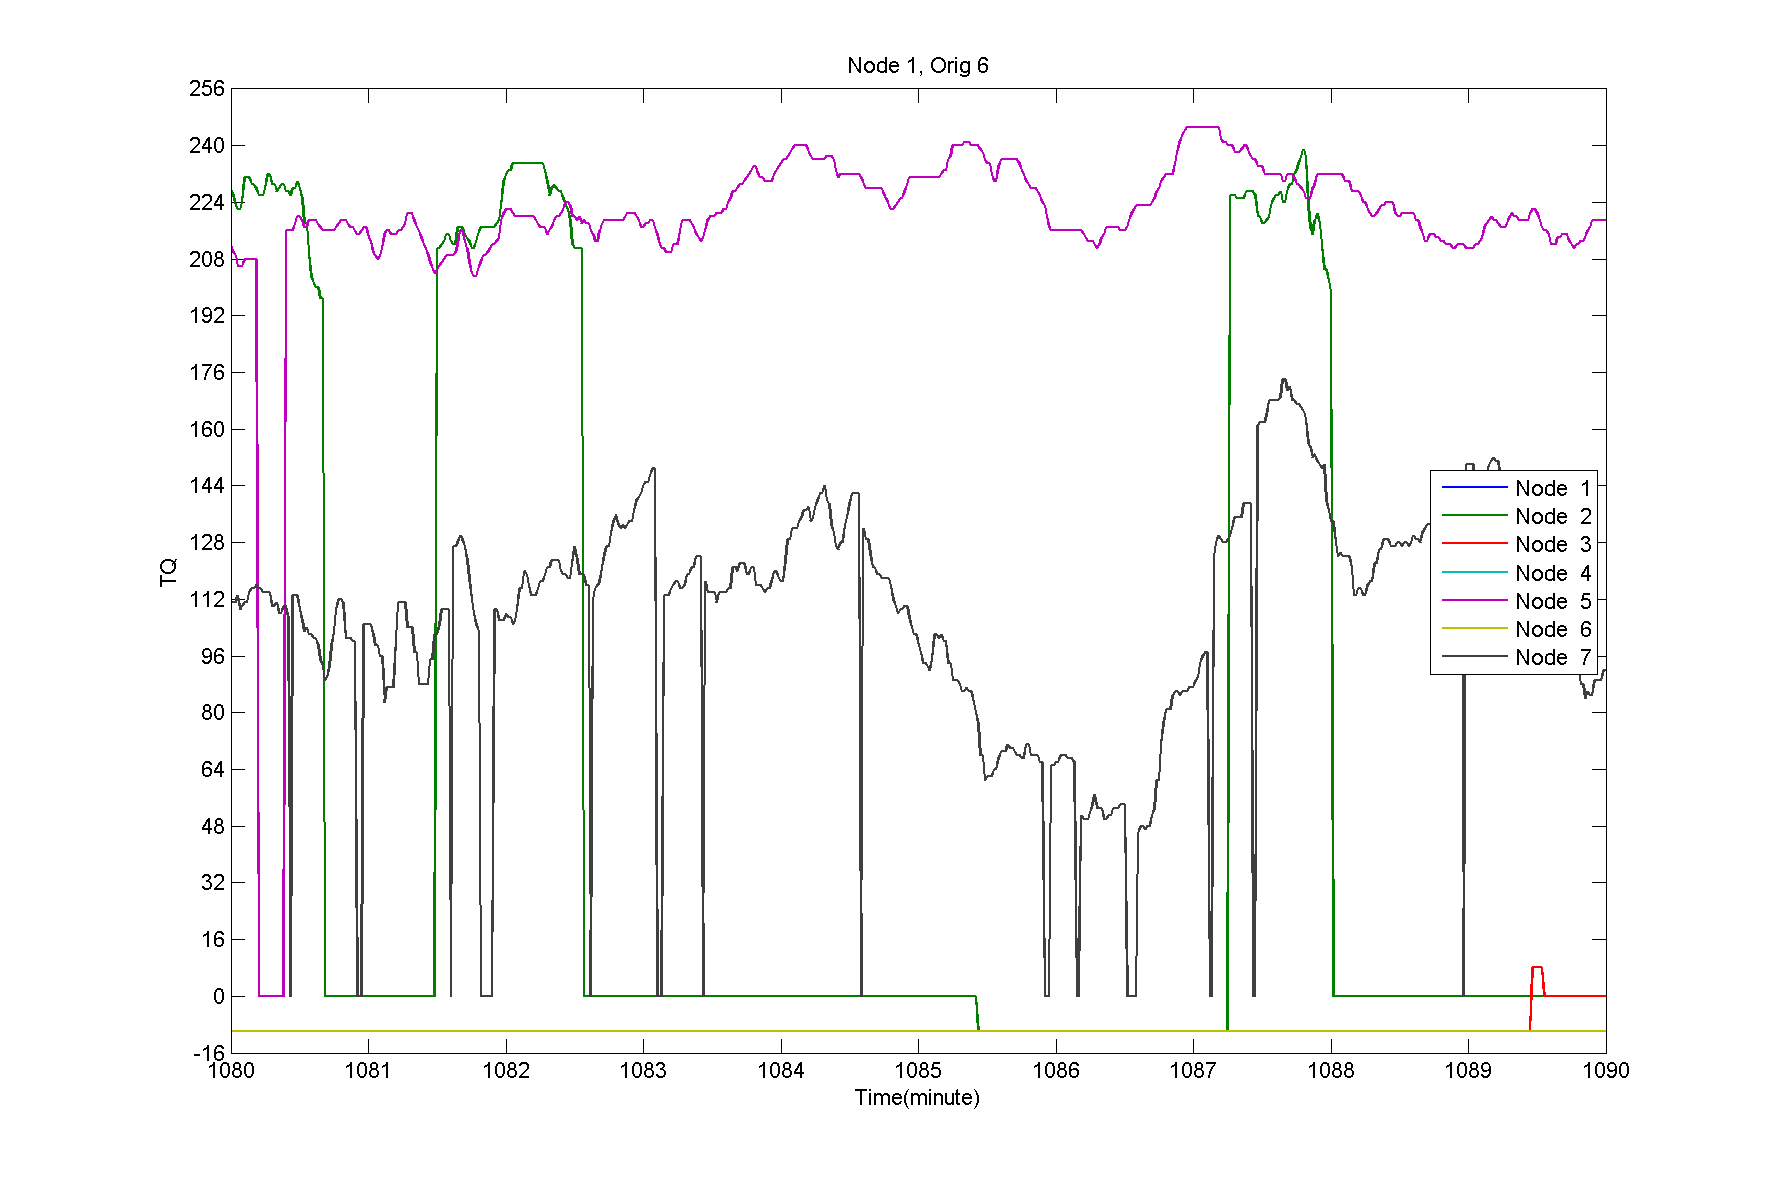 Node 1, Orig 6
256
240
224
208
192
176
160
144
128
112
96
80
64
48
32
16
0
-16
TQ
Node 1
Node 2
Node 3
Node 4
Node 5
Node 6
Node 7
1080 1081 1082 1083 1084 1085 1086 1087 1088 1089 1090
Time(minute)